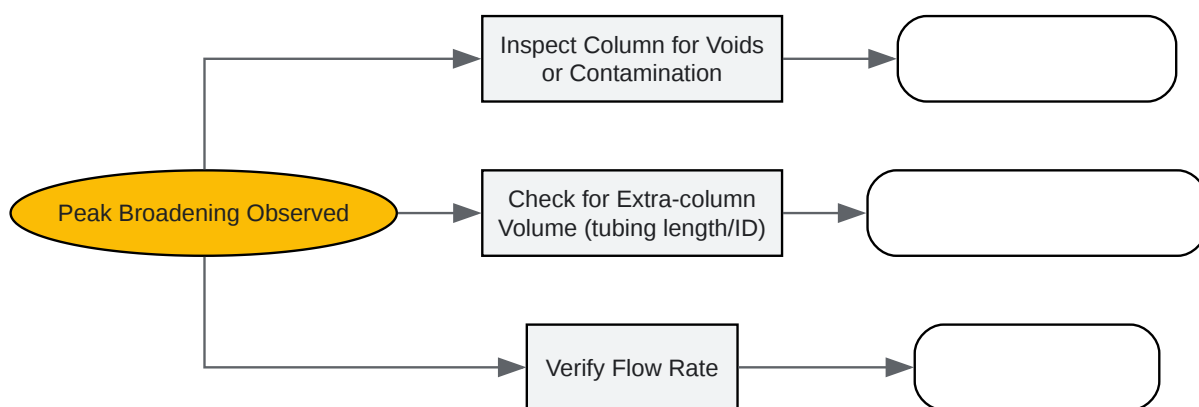 Inspect Column for Voids
or Contamination
Peak Broadening Observed
Check for Extra-column
Volume (tubing length/ID)
Verify Flow Rate